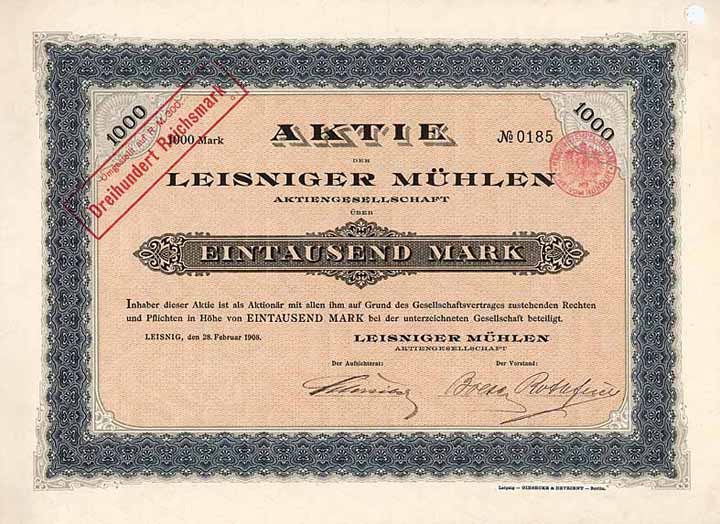 1000
1000
Umgestellt auf R.M. 300.-
Dreihundert Reichsmark
1000 Mark
AKTIE
№ 0185
DER
LEISNIGER MÜHLEN
AKTIENGESELLSCHAFT
ÜBER
EINTAUSEND MARK
Inhaber dieser Aktie ist als Aktionär mit allen ihm auf Grund des Gesellschaftsvertrages zustehenden Rechten
und Pflichten in Höhe von EINTAUSEND MARK bei der unterzeichneten Gesellschaft beteiligt.
LEISNIG, den 28. Februar 1908.
LEISNIGER MÜHLEN
AKTIENGESELLSCHAFT
Der Aufsichtsrat:
Der Vorstand:
Leipzig — GIESECKE & DEVRIENT — Berlin.